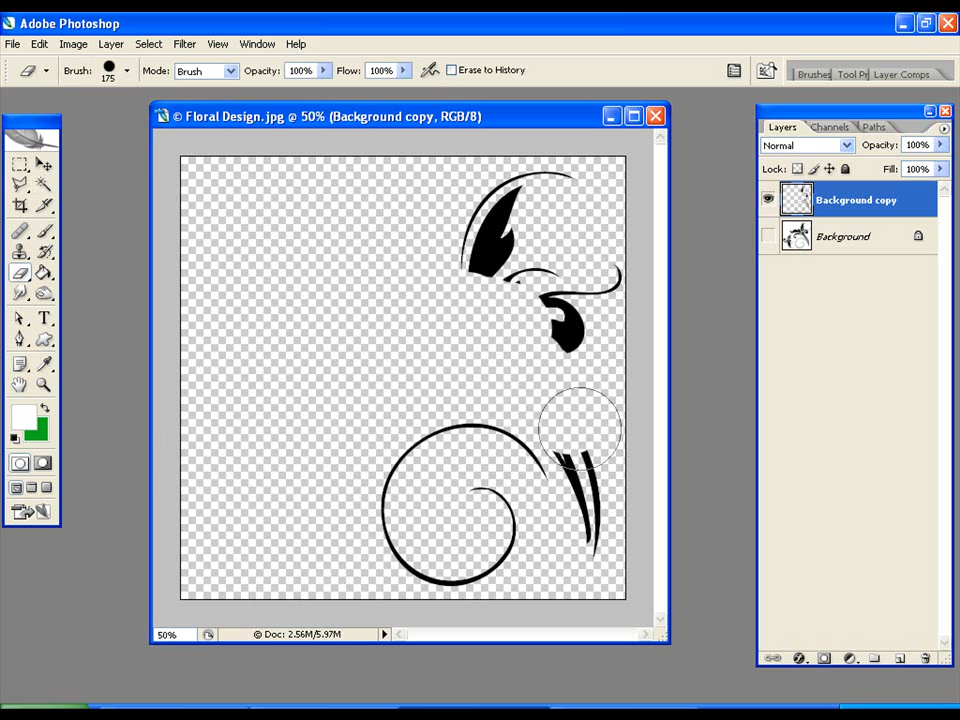 Adobe Photoshop
File Edit Image Layer Select Filter View Window Help
Brush: 175 Mode: Brush Opacity: 100% Flow: 100% Erase to History Brushes Tool Pr Layer Comps
© Floral Design.jpg @ 50% (Background copy, RGB/8)
Layers Channels Paths
Normal Opacity: 100%
Lock: Fill: 100%
Background copy
Background
T
50% © Doc: 2.56M/5.97M